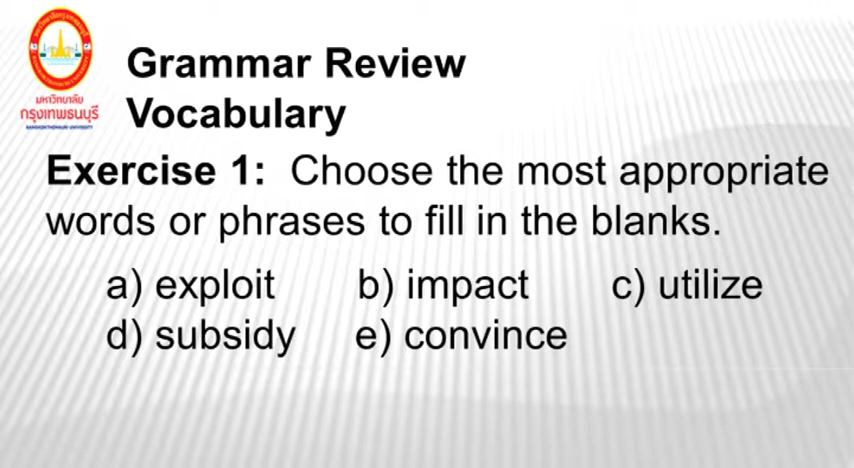 Grammar Review
Vocabulary
มหาวิทยาลัย
กรุงเทพธนบุรี
BANGKOKTHONBURI UNIVERSITY
Exercise 1: Choose the most appropriate
words or phrases to fill in the blanks.
a) exploit b) impact c) utilize
d) subsidy e) convince